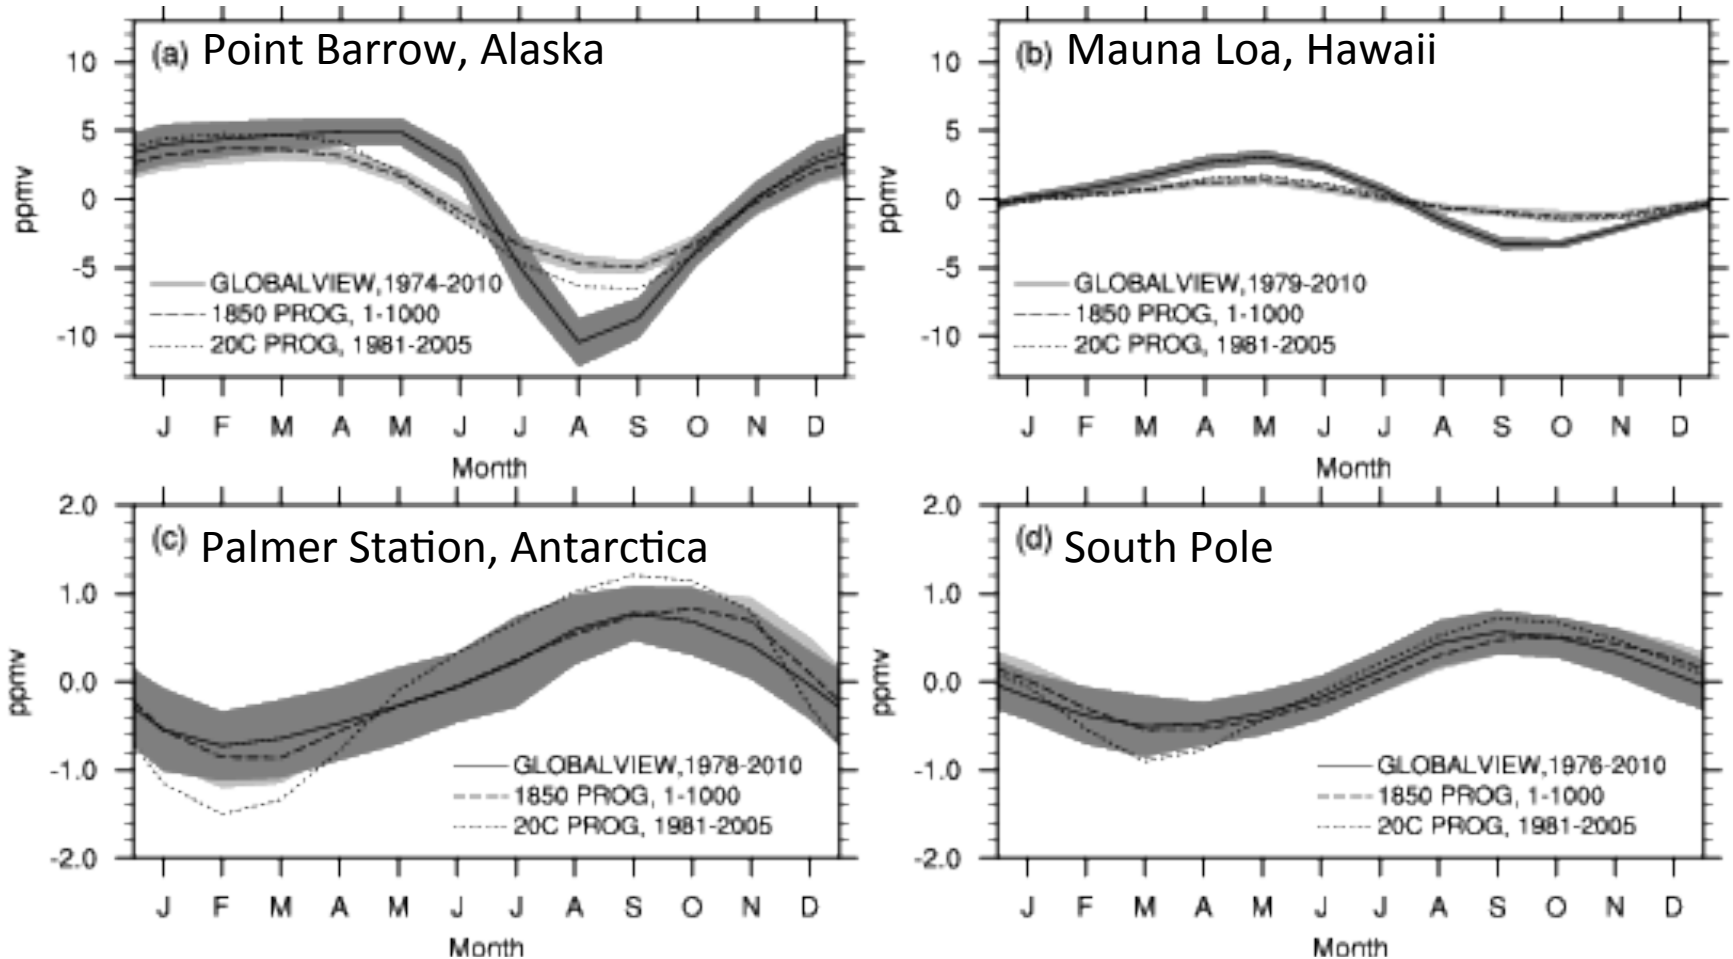 (a) Point Barrow, Alaska
10
5
0
-5
-10
ppmv
GLOBALVIEW,1974-2010
1850 PROG, 1-1000
20C PROG, 1981-2005
J F M A M J J A S O N D
Month
(b) Mauna Loa, Hawaii
10
5
0
-5
-10
ppmv
GLOBALVIEW,1979-2010
1850 PROG, 1-1000
20C PROG, 1981-2005
J F M A M J J A S O N D
Month
(c) Palmer Station, Antarctica
2.0
1.0
0.0
-1.0
-2.0
ppmv
GLOBALVIEW,1978-2010
1850 PROG, 1-1000
20C PROG, 1981-2005
J F M A M J J A S O N D
Month
(d) South Pole
2.0
1.0
0.0
-1.0
-2.0
ppmv
GLOBALVIEW,1976-2010
1850 PROG, 1-1000
20C PROG, 1981-2005
J F M A M J J A S O N D
Month